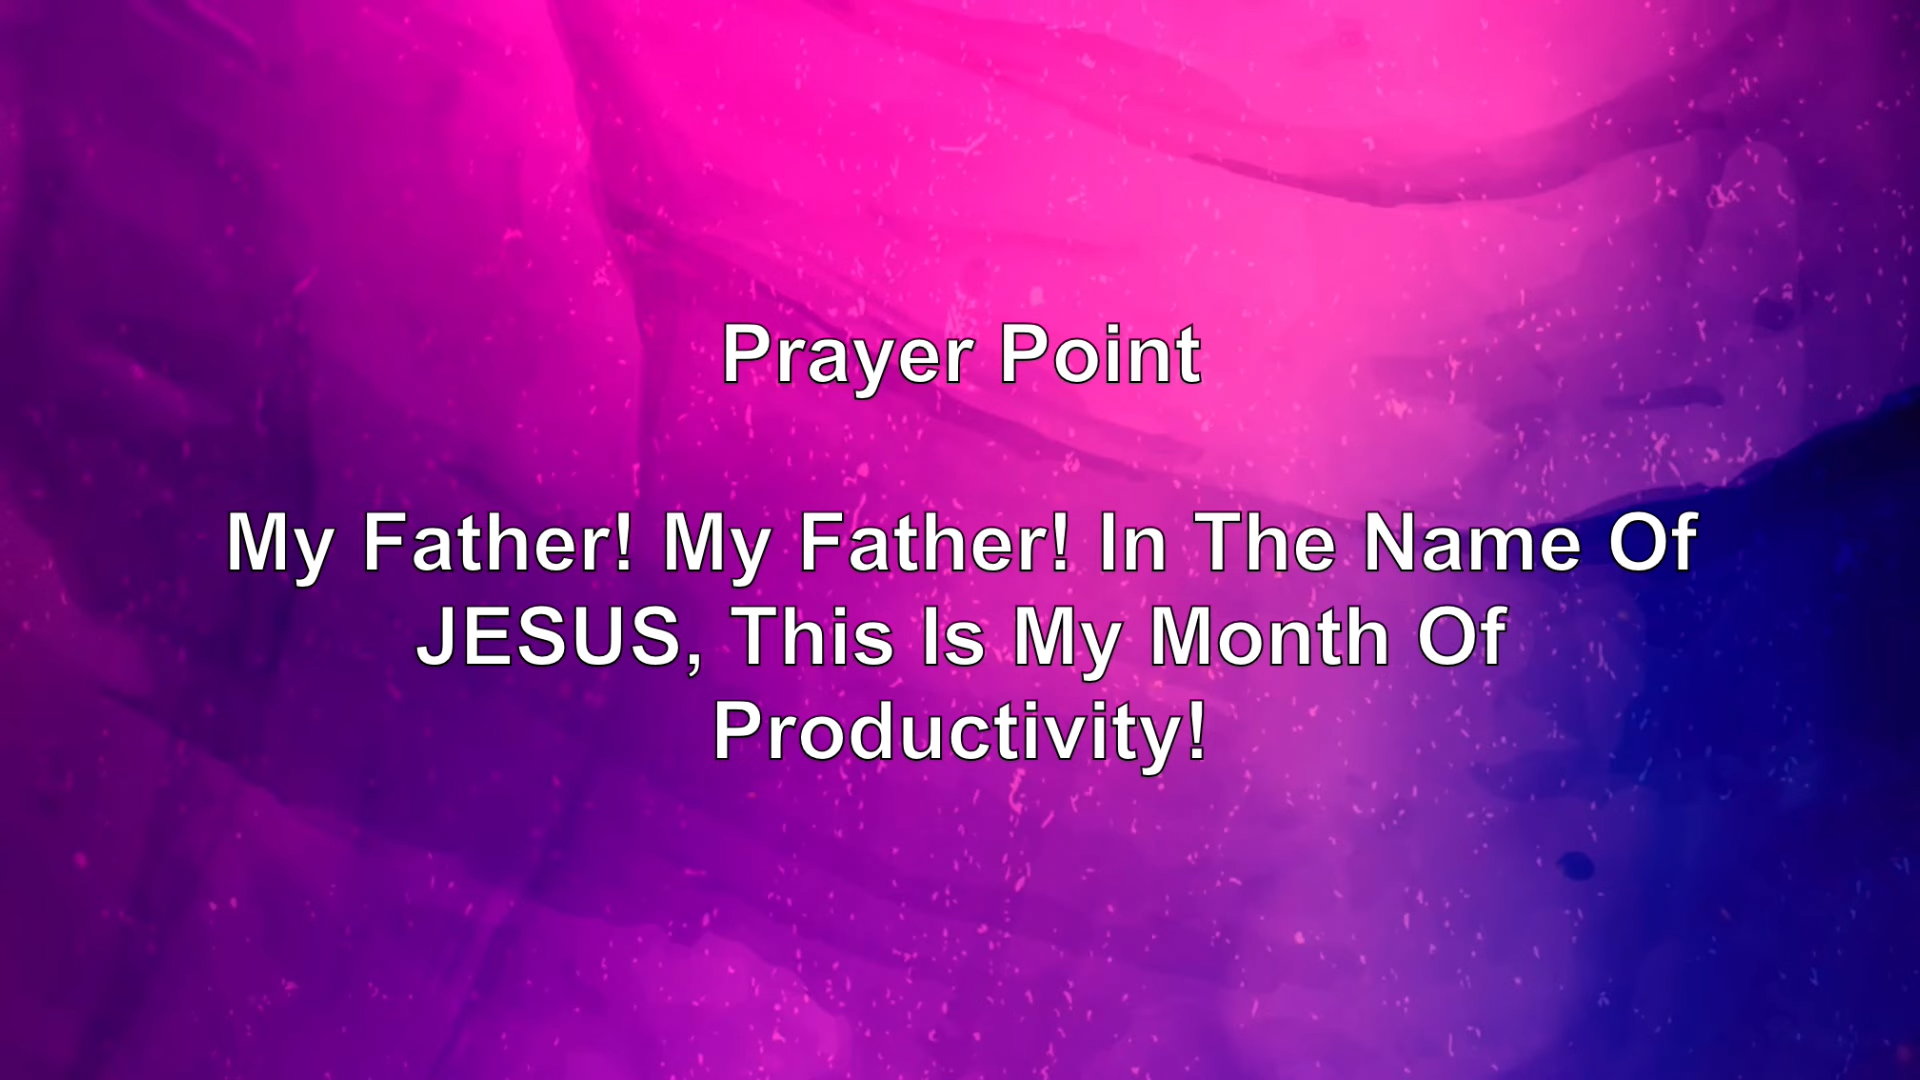 Prayer Point
My Father! My Father! In The Name Of
JESUS, This Is My Month Of
Productivity!